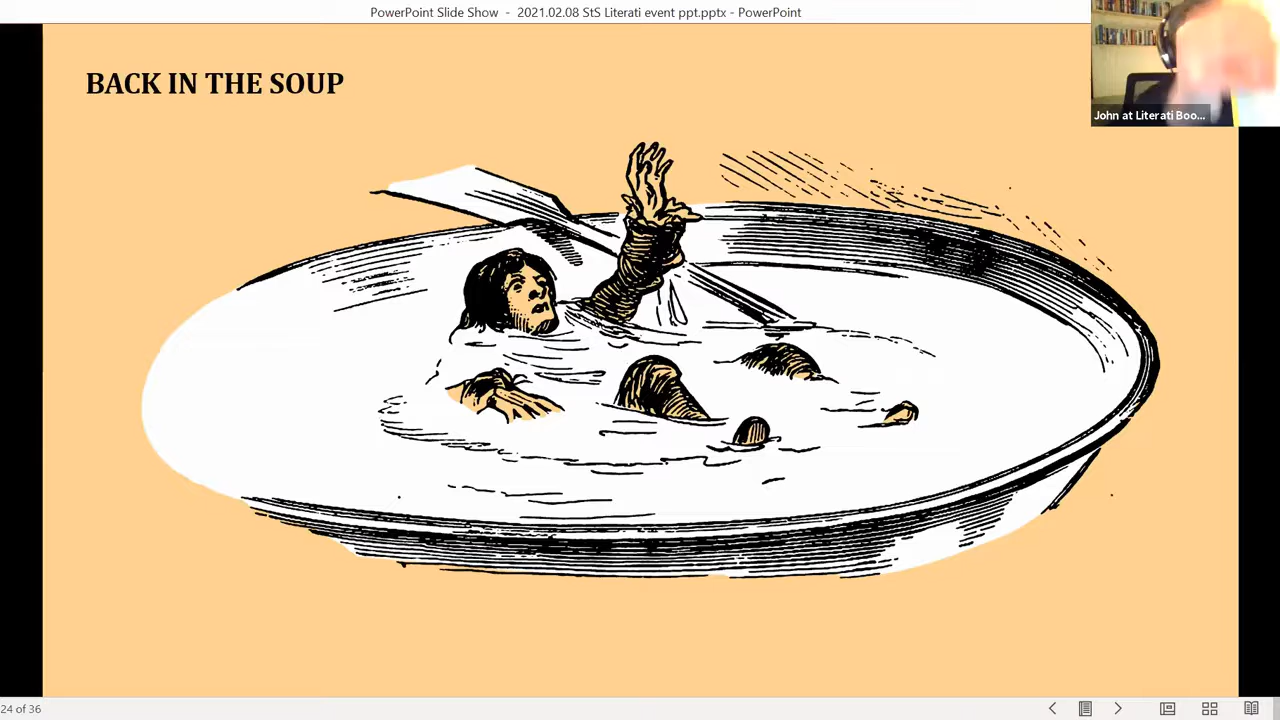 PowerPoint Slide Show - 2021.02.08 StS Literati event ppt.pptx - PowerPoint
BACK IN THE SOUP
John at Literati Boo...
24 of 36